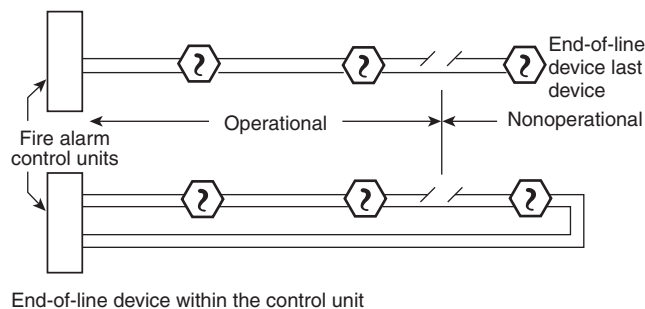 End-of-line
device last
device
Operational
Nonoperational
Fire alarm
control units
End-of-line device within the control unit